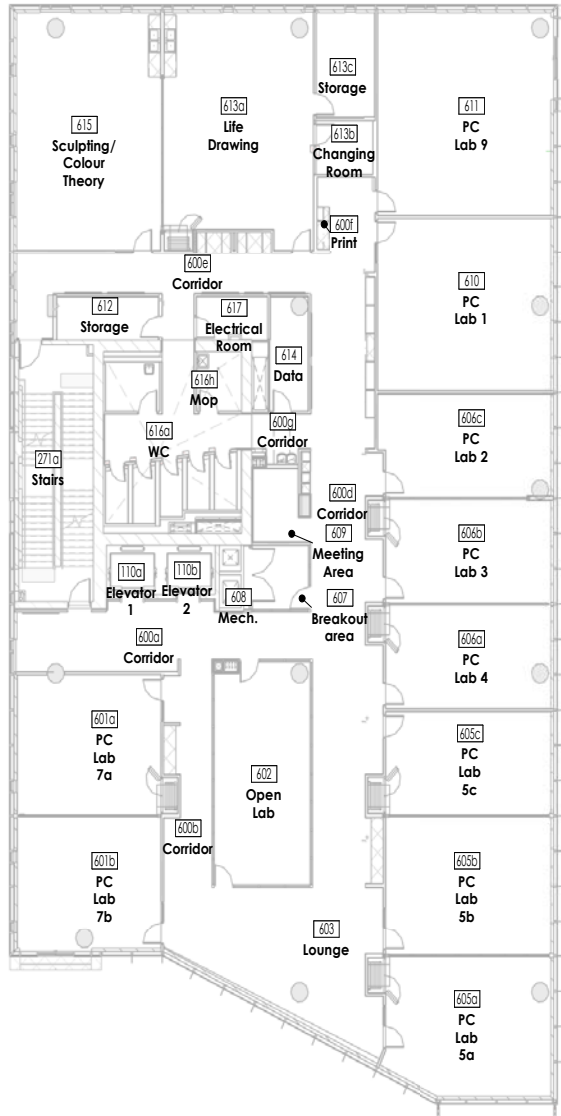 615
Sculpting/
Colour
Theory
613a
Life
Drawing
613c
Storage
613b
Changing
Room
600f
Print
611
PC
Lab 9
600e
Corridor
612
Storage
617
Electrical
Room
614
Data
610
PC
Lab 1
616h
Mop
616a
WC
600g
Corridor
606c
PC
Lab 2
271a
Stairs
600d
Corridor
609
Meeting
Area
606b
PC
Lab 3
110a
Elevator
1
110b
Elevator
2
608
Mech.
607
Breakout
area
600a
Corridor
606a
PC
Lab 4
601a
PC
Lab
7a
602
Open
Lab
605c
PC
Lab
5c
600b
Corridor
601b
PC
Lab
7b
605b
PC
Lab
5b
603
Lounge
605a
PC
Lab
5a